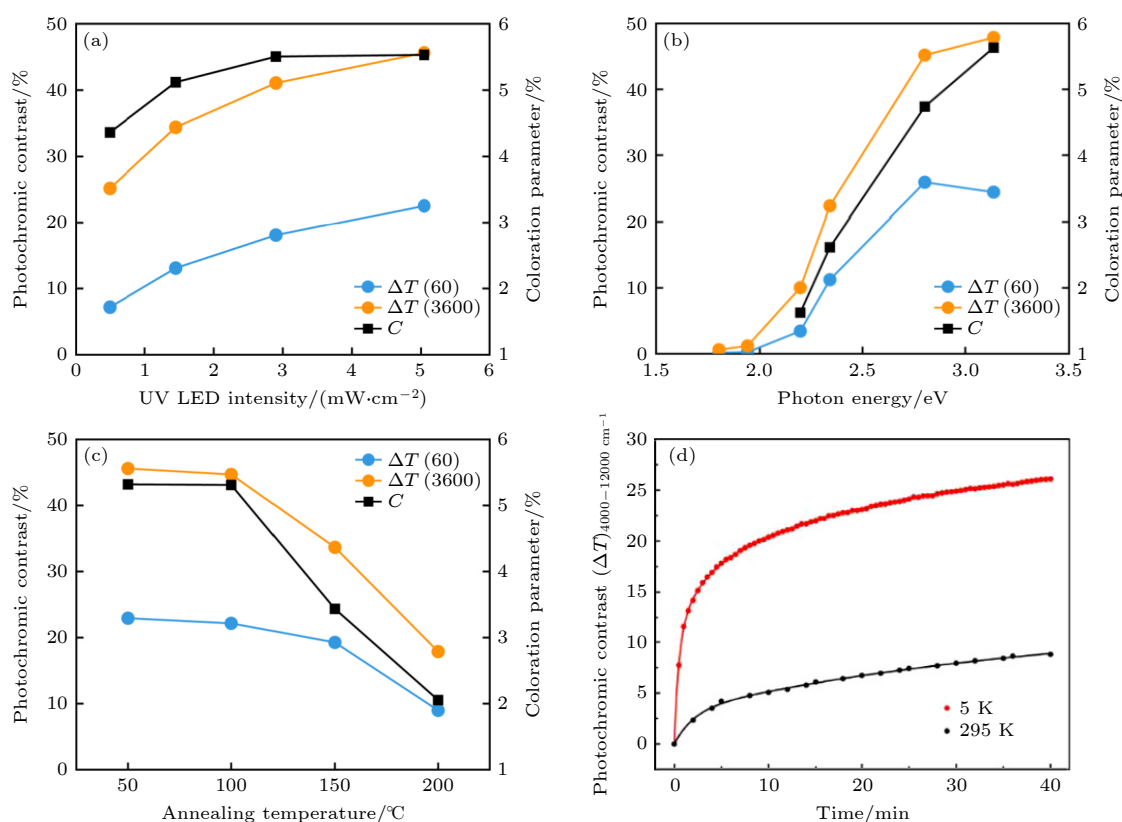 (a)
Photochromic contrast/%
50
40
30
20
10
0
6
5
4
3
2
1
Coloration parameter/%
ΔT (60)
ΔT (3600)
C
0 1 2 3 4 5 6
UV LED intensity/(mW·cm⁻²)
(b)
Photochromic contrast/%
50
40
30
20
10
0
6
5
4
3
2
1
Coloration parameter/%
ΔT (60)
ΔT (3600)
C
1.5 2.0 2.5 3.0 3.5
Photon energy/eV
(c)
Photochromic contrast/%
50
40
30
20
10
0
6
5
4
3
2
1
Coloration parameter/%
ΔT (60)
ΔT (3600)
C
50 100 150 200
Annealing temperature/℃
(d)
Photochromic contrast (ΔT)4000−12000 cm⁻¹
30
25
20
15
10
5
0
5 K
295 K
0 10 20 30 40
Time/min